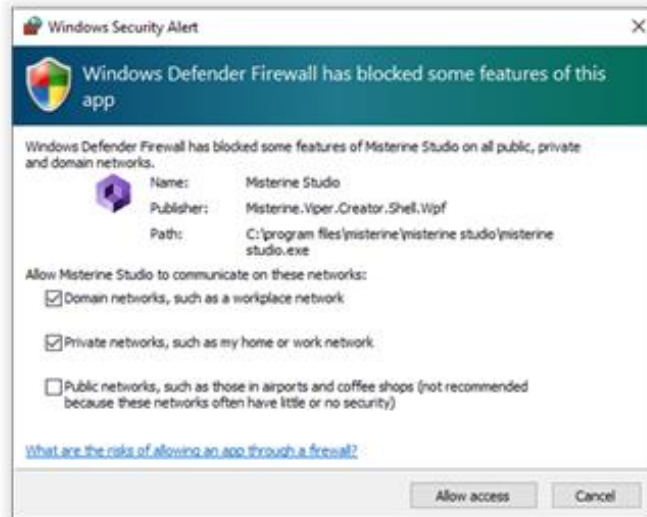 Windows Security Alert
Windows Defender Firewall has blocked some features of this
app
Windows Defender Firewall has blocked some features of Misterine Studio on all public, private
and domain networks.
Name: Misterine Studio
Publisher: Misterine.Viper.Creator.Shell.Wpf
Path: C:\program files\misterine\misterine studio\misterine
studio.exe
Allow Misterine Studio to communicate on these networks:
Domain networks, such as a workplace network
Private networks, such as my home or work network
Public networks, such as those in airports and coffee shops (not recommended
because these networks often have little or no security)
What are the risks of allowing an app through a firewall?
Allow access Cancel